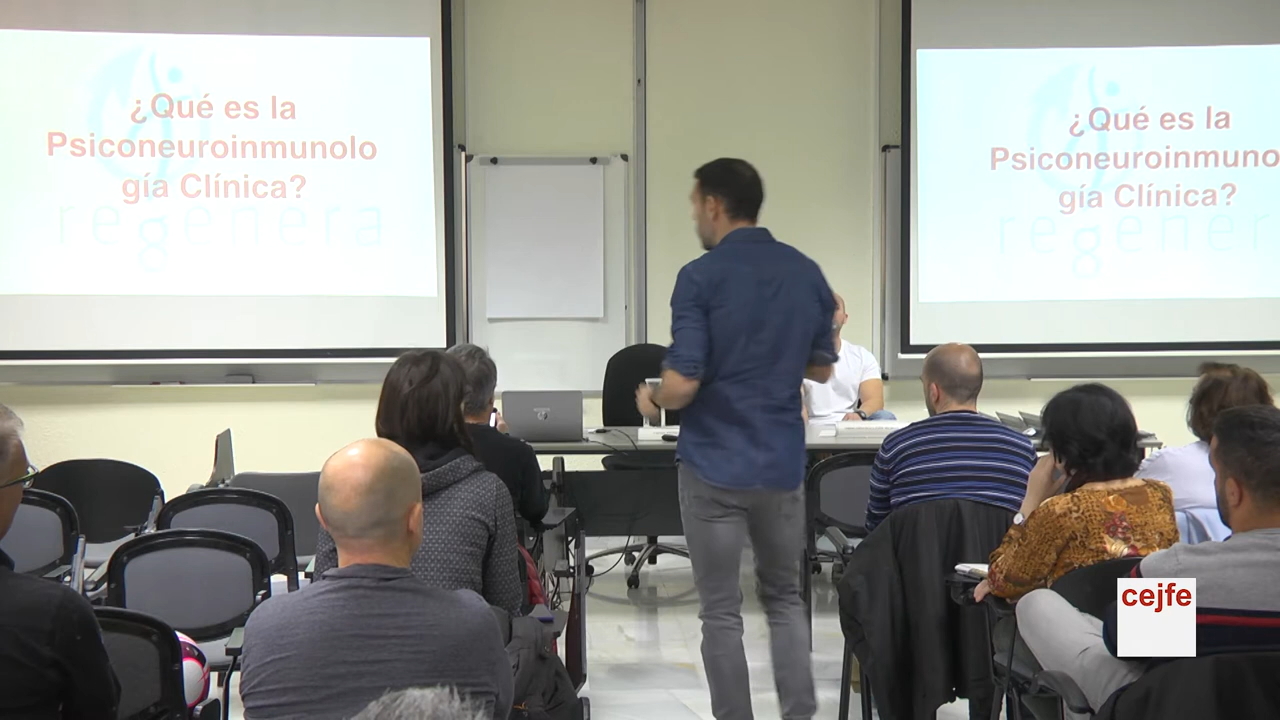 ¿Qué es la
Psiconeuroinmunolo
gía Clínica?
regenera
¿Qué es la
Psiconeuroinmuno
gía Clínica?
regener
cejfe